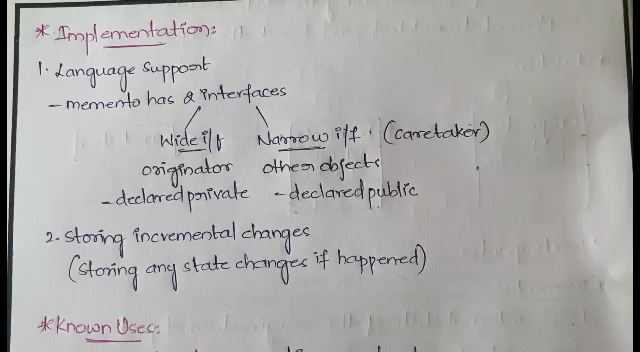 * Implementation:
1. Language support
- memento has 2 interfaces
Wide i/f Narrow i/f. (caretaker)
originator other objects
- declared private - declared public
2. Storing incremental changes
(storing any state changes if happened)
* Known Uses: